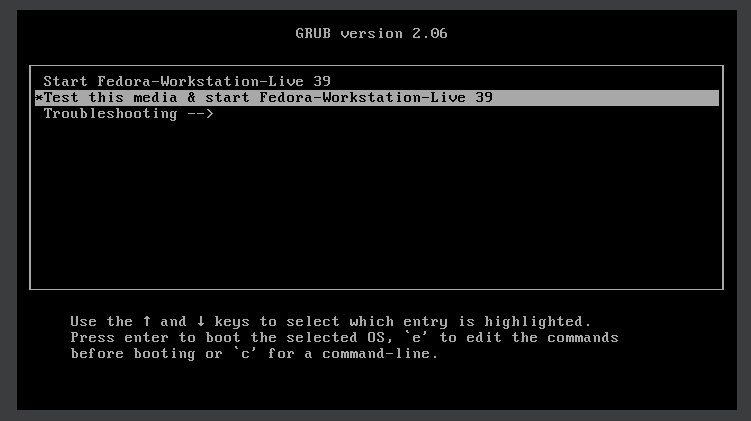 GRUB version 2.06
Start Fedora-Workstation-Live 39
*Test this media & start Fedora-Workstation-Live 39
Troubleshooting -->
Use the ↑ and ↓ keys to select which entry is highlighted.
Press enter to boot the selected OS, `e' to edit the commands
before booting or `c' for a command-line.